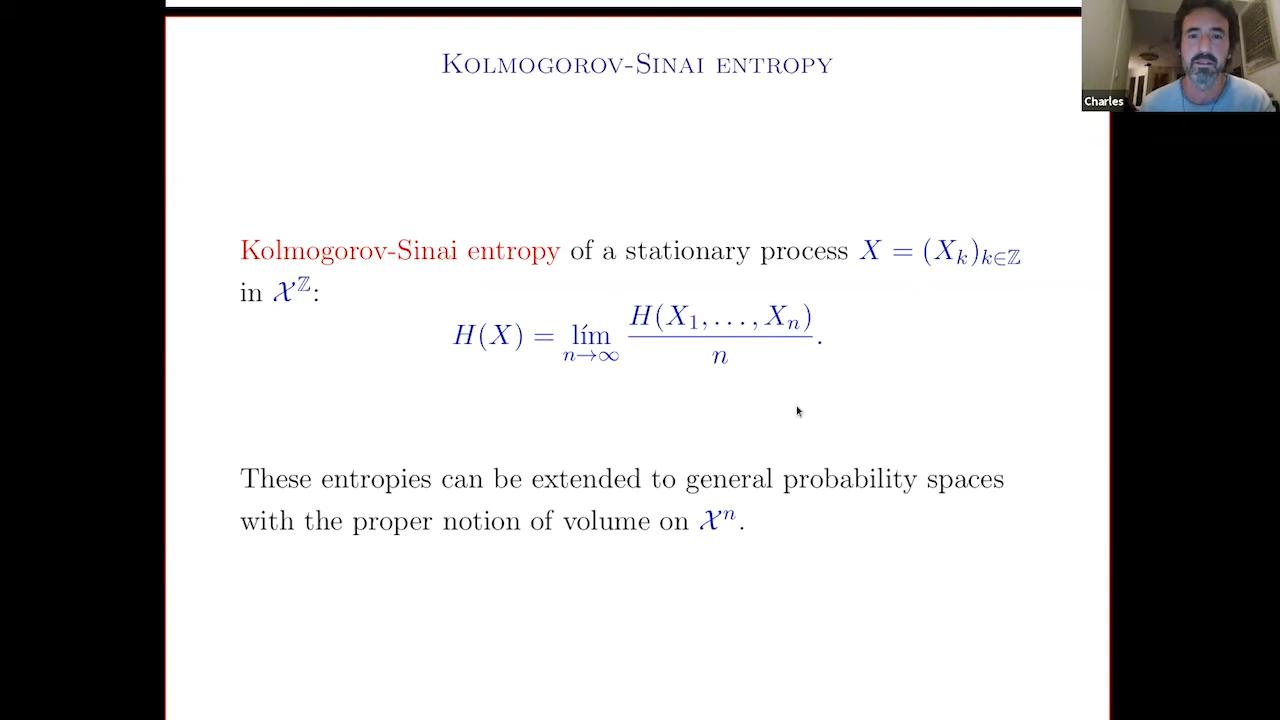 KOLMOGOROV-SINAI ENTROPY
Charles
Kolmogorov-Sinai entropy of a stationary process X = (X_k)_{k∈ℤ}
in 𝒳^ℤ:
H(X) = lím_{n→∞} H(X_1, . . . , X_n) / n .
These entropies can be extended to general probability spaces
with the proper notion of volume on 𝒳^n.